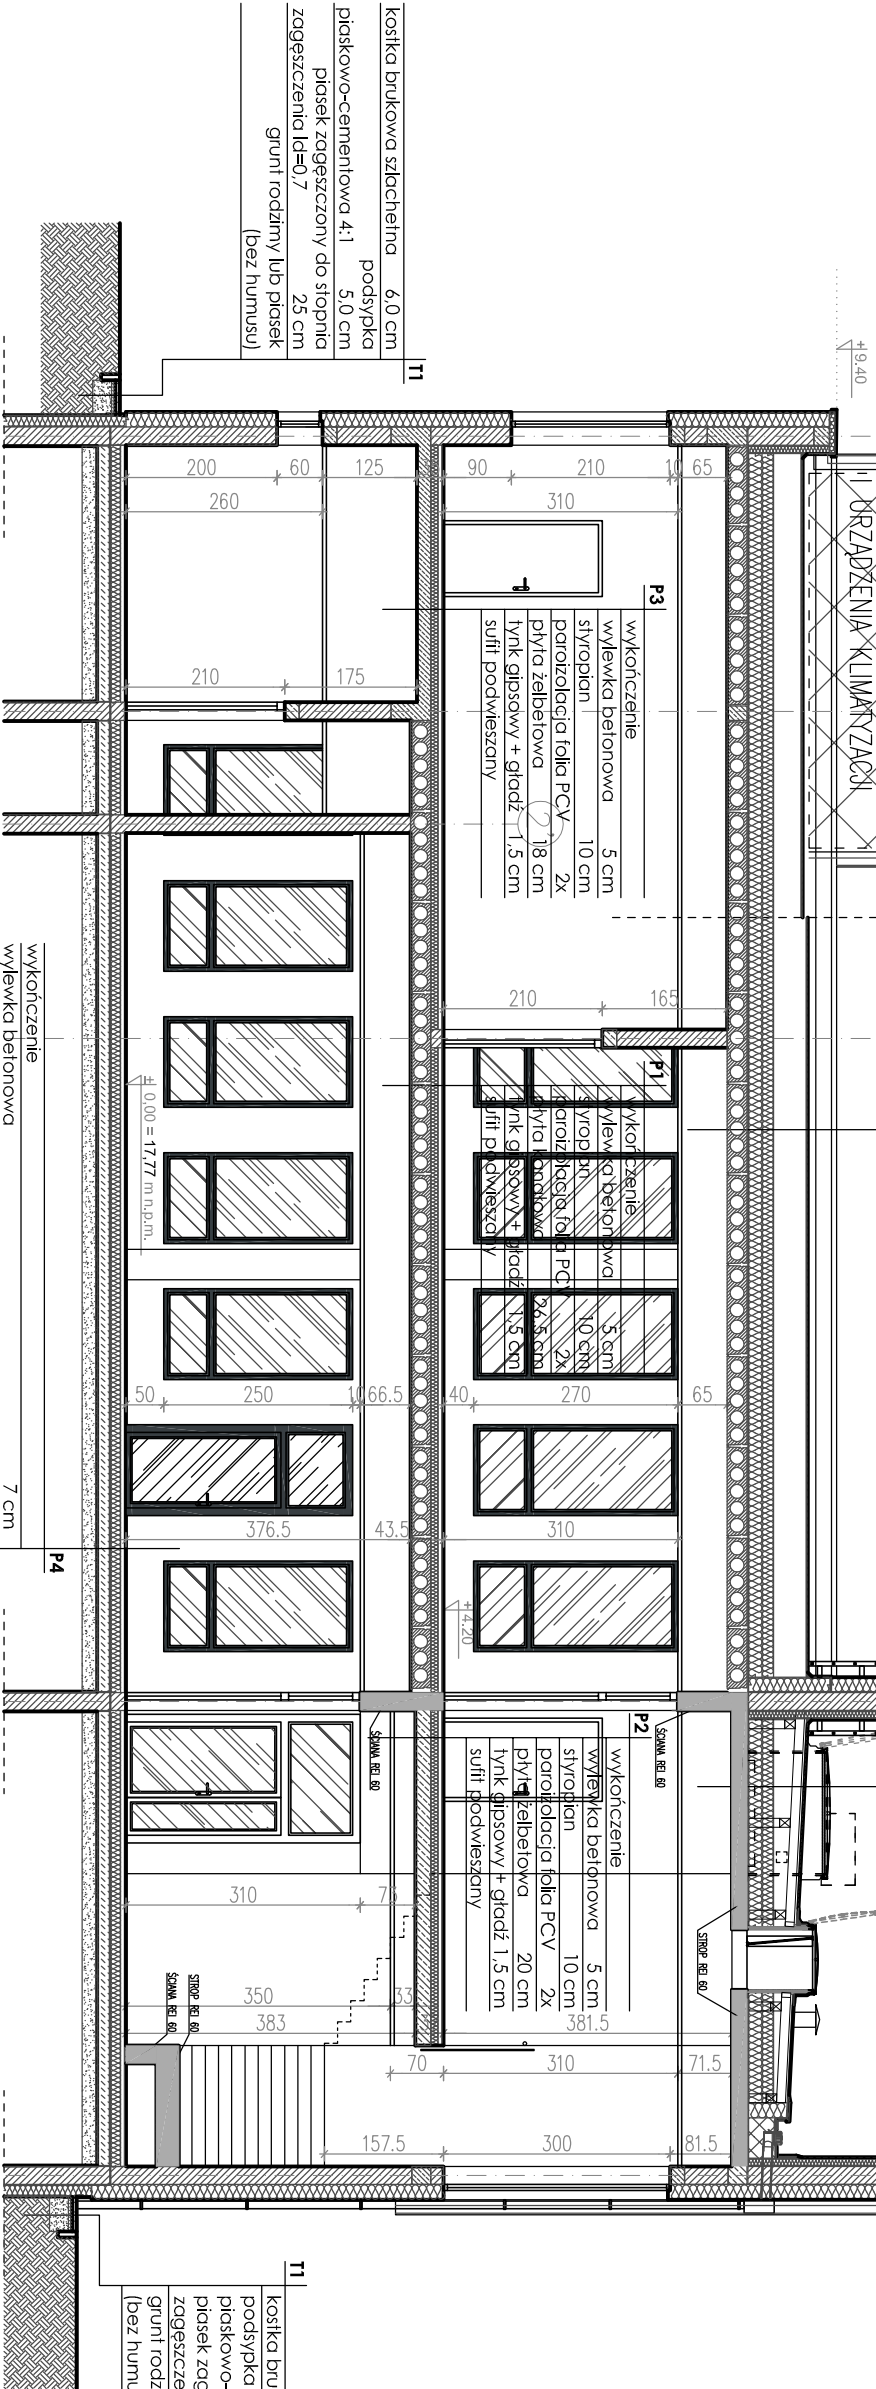 T1
kostka brukowa szlachetna 6,0 cm
podsypka
piaskowo-cementowa 4:1 5,0 cm
piasek zagęszczony do stopnia
zagęszczenia Id=0,7 25 cm
grunt rodzimy lub piasek
(bez humusu)
+9.40
URZĄDZENIA KLIMATYZACJI
200 60 125
260
90 210 10 65
310
P3
wykończenie
wylewka betonowa 5 cm
styropian 10 cm
paroizolacja folia PCV 2x
płyta żelbetowa 18 cm
tynk gipsowy + gładź 1,5 cm
sufit podwieszany
2
210 175
210 165
P1
wykończenie
wylewka betonowa 5 cm
styropian 10 cm
paroizolacja folia PCV 2x
płyta kanałowa 26,5 cm
tynk gipsowy + gładź 1,5 cm
sufit podwieszany
± 0,00 = 17,77 m n.p.m.
wykończenie
wylewka betonowa
7 cm
P4
50 250 10 66.5
40 270 65
376.5 43.5
310
+4.20
P2
wykończenie
wylewka betonowa 5 cm
styropian 10 cm
paroizolacja folia PCV 2x
płyta żelbetowa 20 cm
tynk gipsowy + gładź 1,5 cm
sufit podwieszany
ŚCIANA REI 60
ŚCIANA REI 60
STROP REI 60
310
350 33
383
381.5
STROP REI 60
ŚCIANA REI 60
70 310 71.5
157.5 300 81.5
T1
kostka bru
podsypka
piaskowo-
piasek zag
zagęszcze
grunt rodz
(bez humu